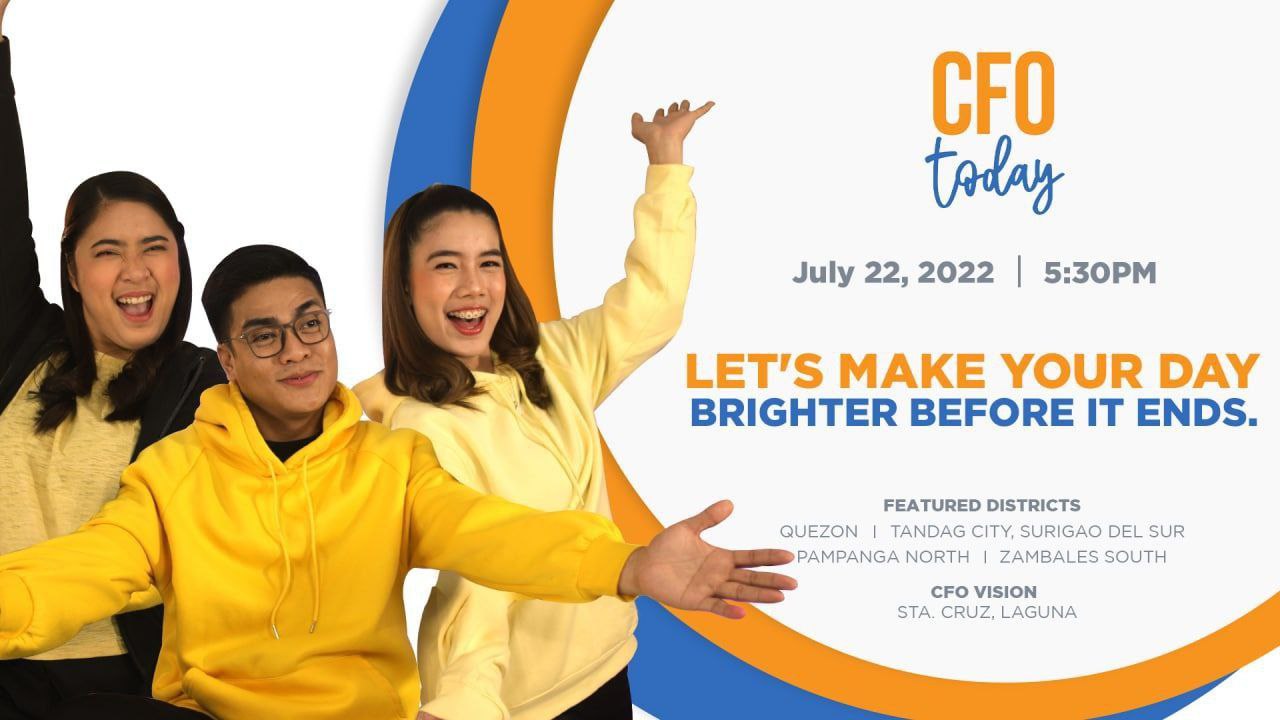 CFO
today
July 22, 2022 | 5:30PM
LET'S MAKE YOUR DAY
BRIGHTER BEFORE IT ENDS.
FEATURED DISTRICTS
QUEZON | TANDAG CITY, SURIGAO DEL SUR
PAMPANGA NORTH | ZAMBALES SOUTH
CFO VISION
STA. CRUZ, LAGUNA